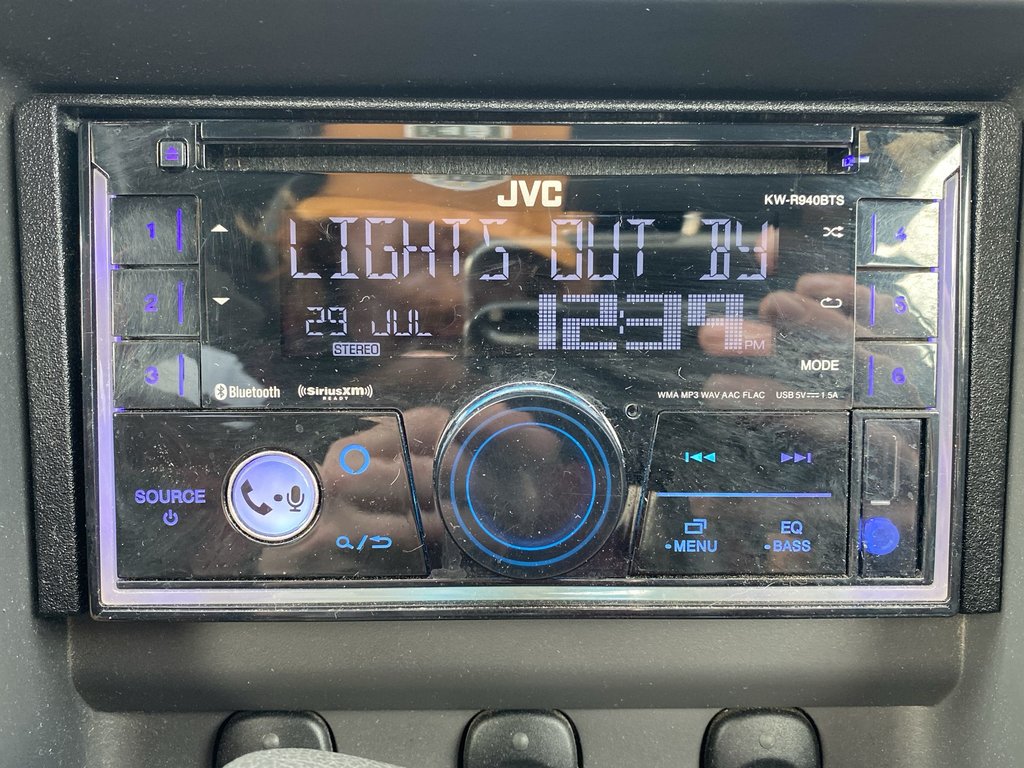 JVC
KW-R940BTS
1
LIGHTS OUT BY
4
2
29 JUL
12:37 PM
5
STEREO
3
MODE
6
Bluetooth
((SiriusXM))
READY
WMA MP3 WAV AAC FLAC
USB 5V 1.5A
SOURCE
MENU
EQ
BASS